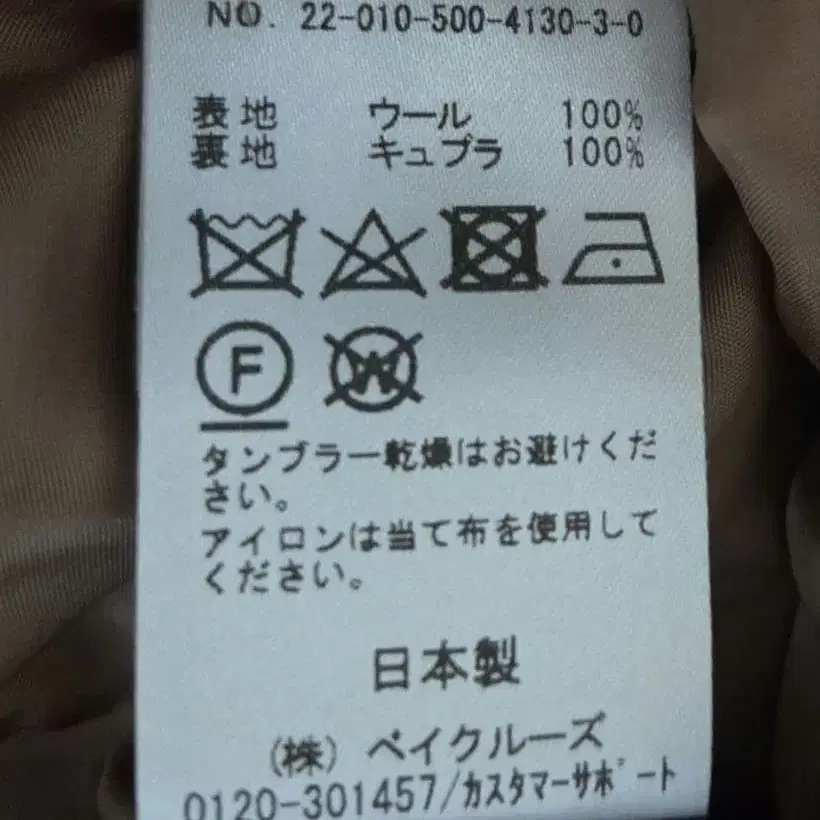 NO. 22-010-500-4130-3-0
表地 ウール 100%
裏地 キュプラ 100%
F W
タンブラー乾燥はお避けくだ
さい。
アイロンは当て布を使用して
ください。
日本製
(株) ベイクルーズ
0120-301457/カスタマーサポート